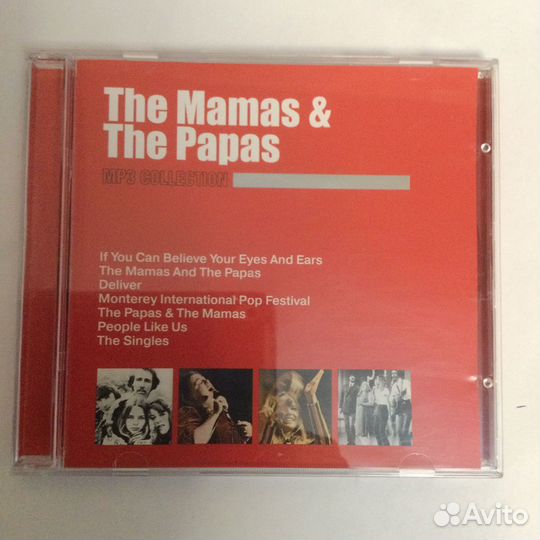 The Mamas &
The Papas
MP3 COLLECTION
If You Can Believe Your Eyes And Ears
The Mamas And The Papas
Deliver
Monterey International Pop Festival
The Papas & The Mamas
People Like Us
The Singles
Avito